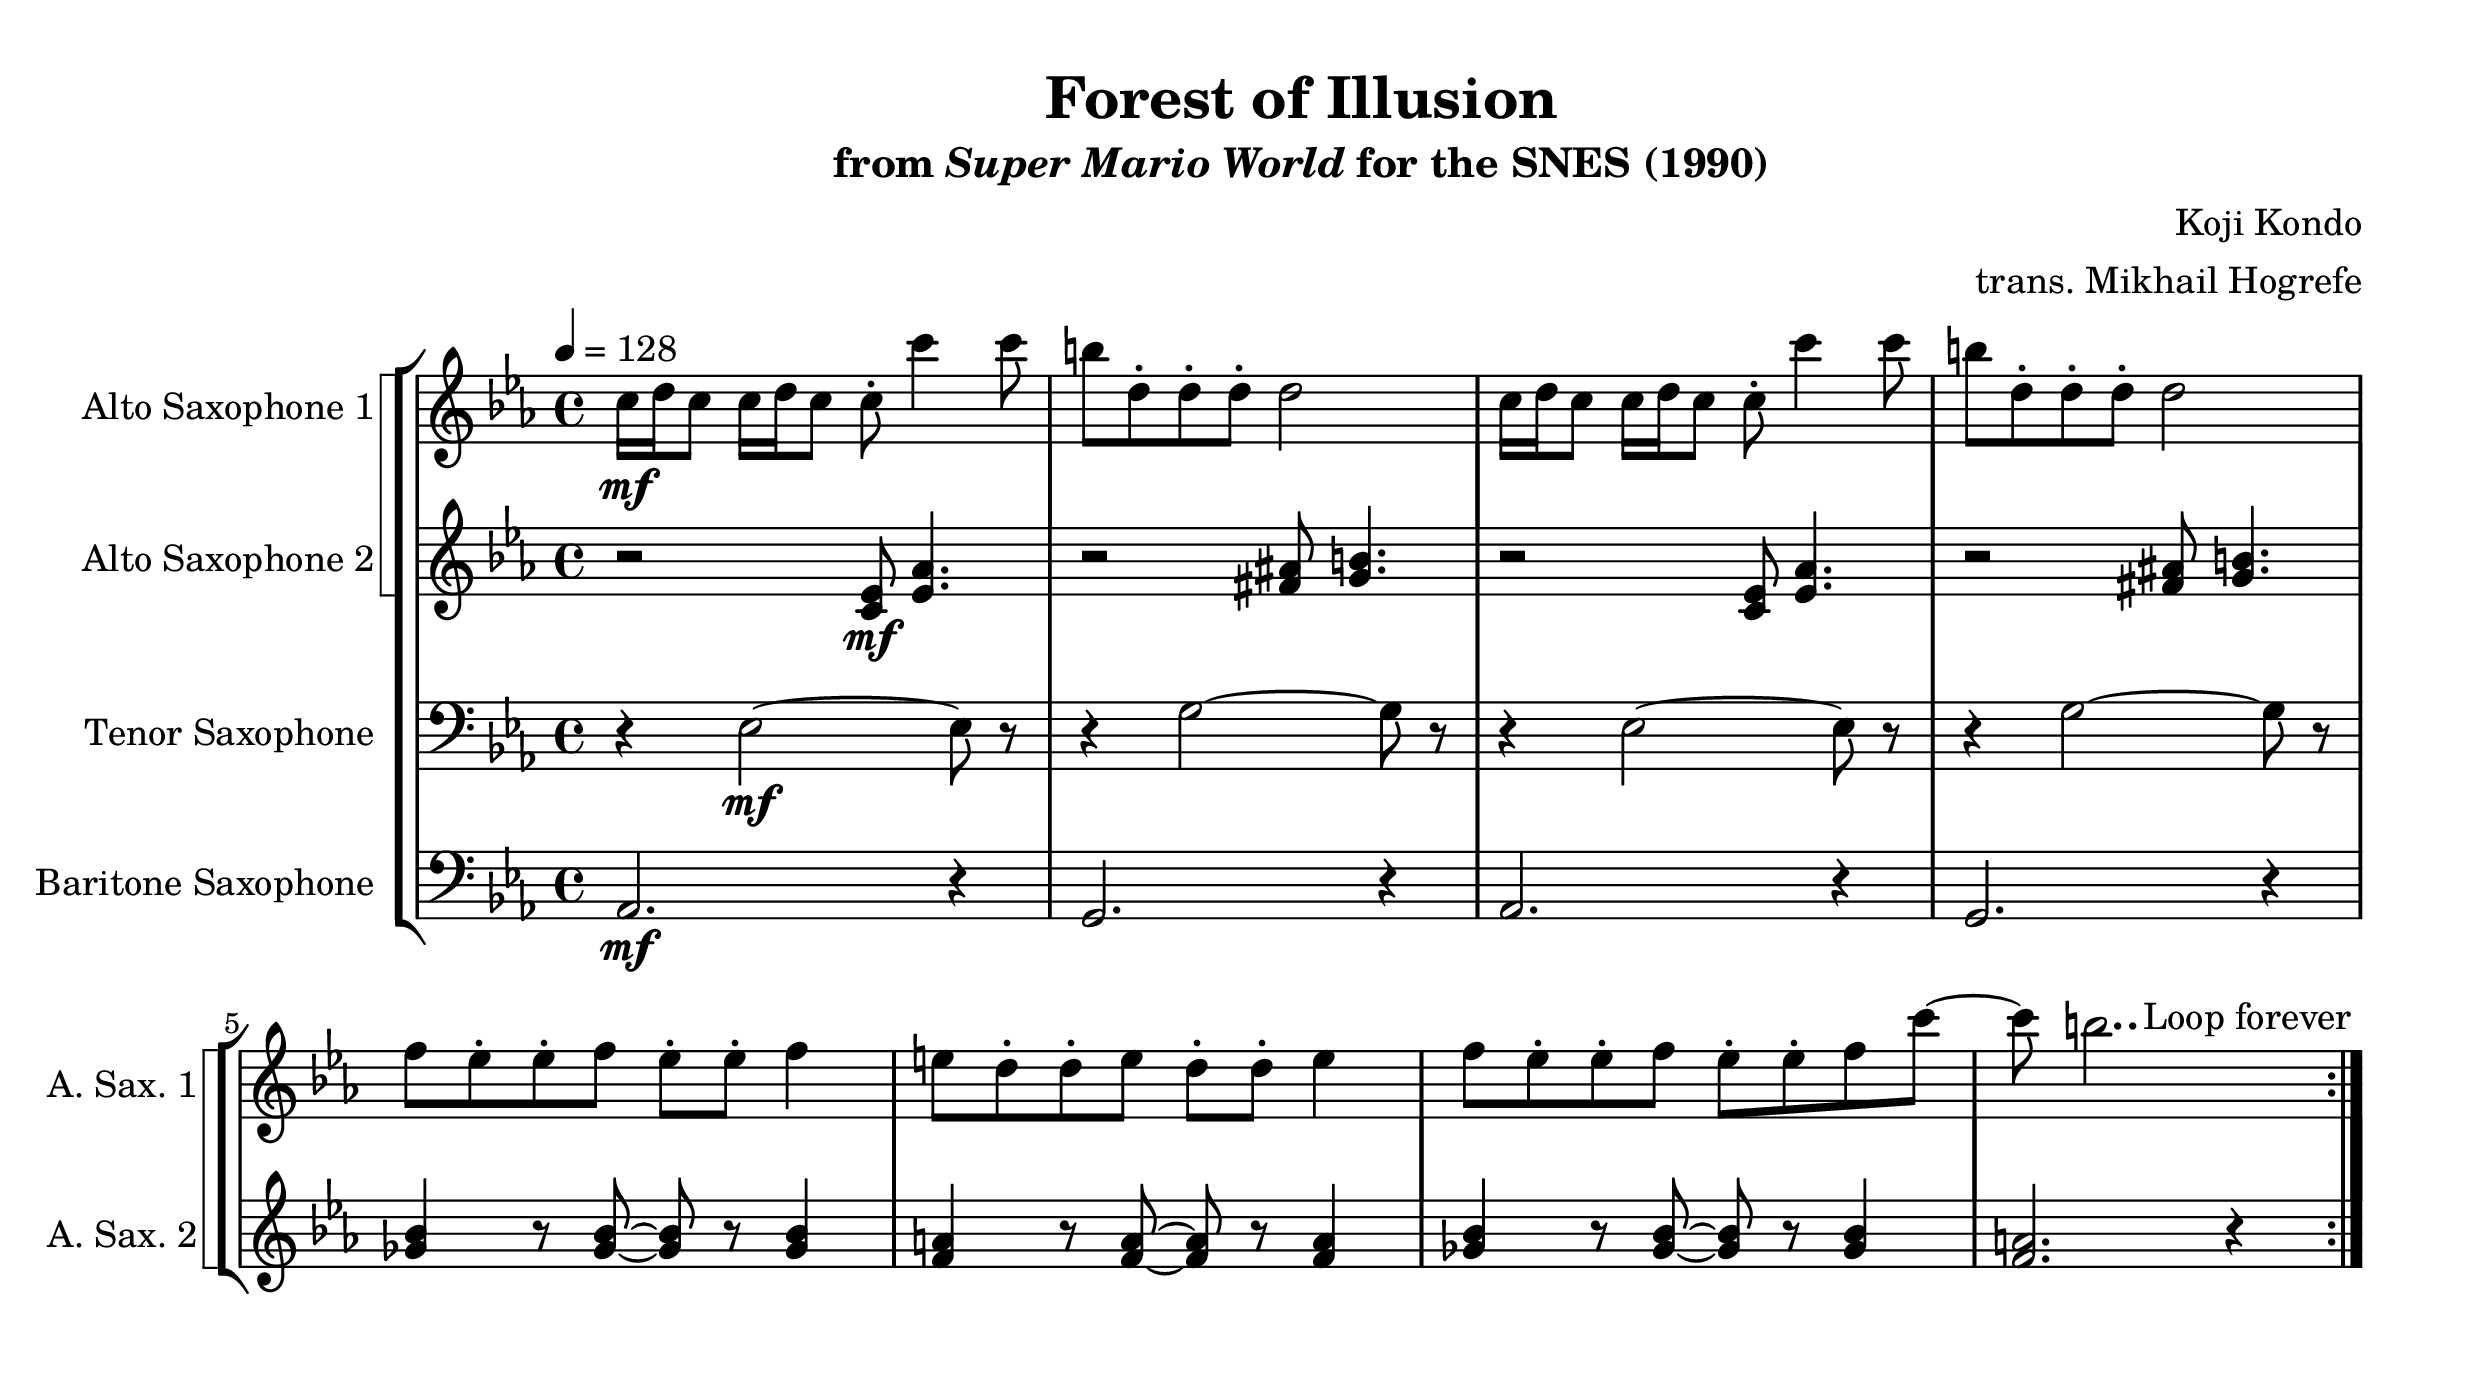 Forest of Illusion
from Super Mario World for the SNES (1990)
Koji Kondo
trans. Mikhail Hogrefe
= 128
Alto Saxophone 1
mf
Alto Saxophone 2
mf
Tenor Saxophone
mf
Baritone Saxophone
mf
5
Loop forever
A. Sax. 1
A. Sax. 2